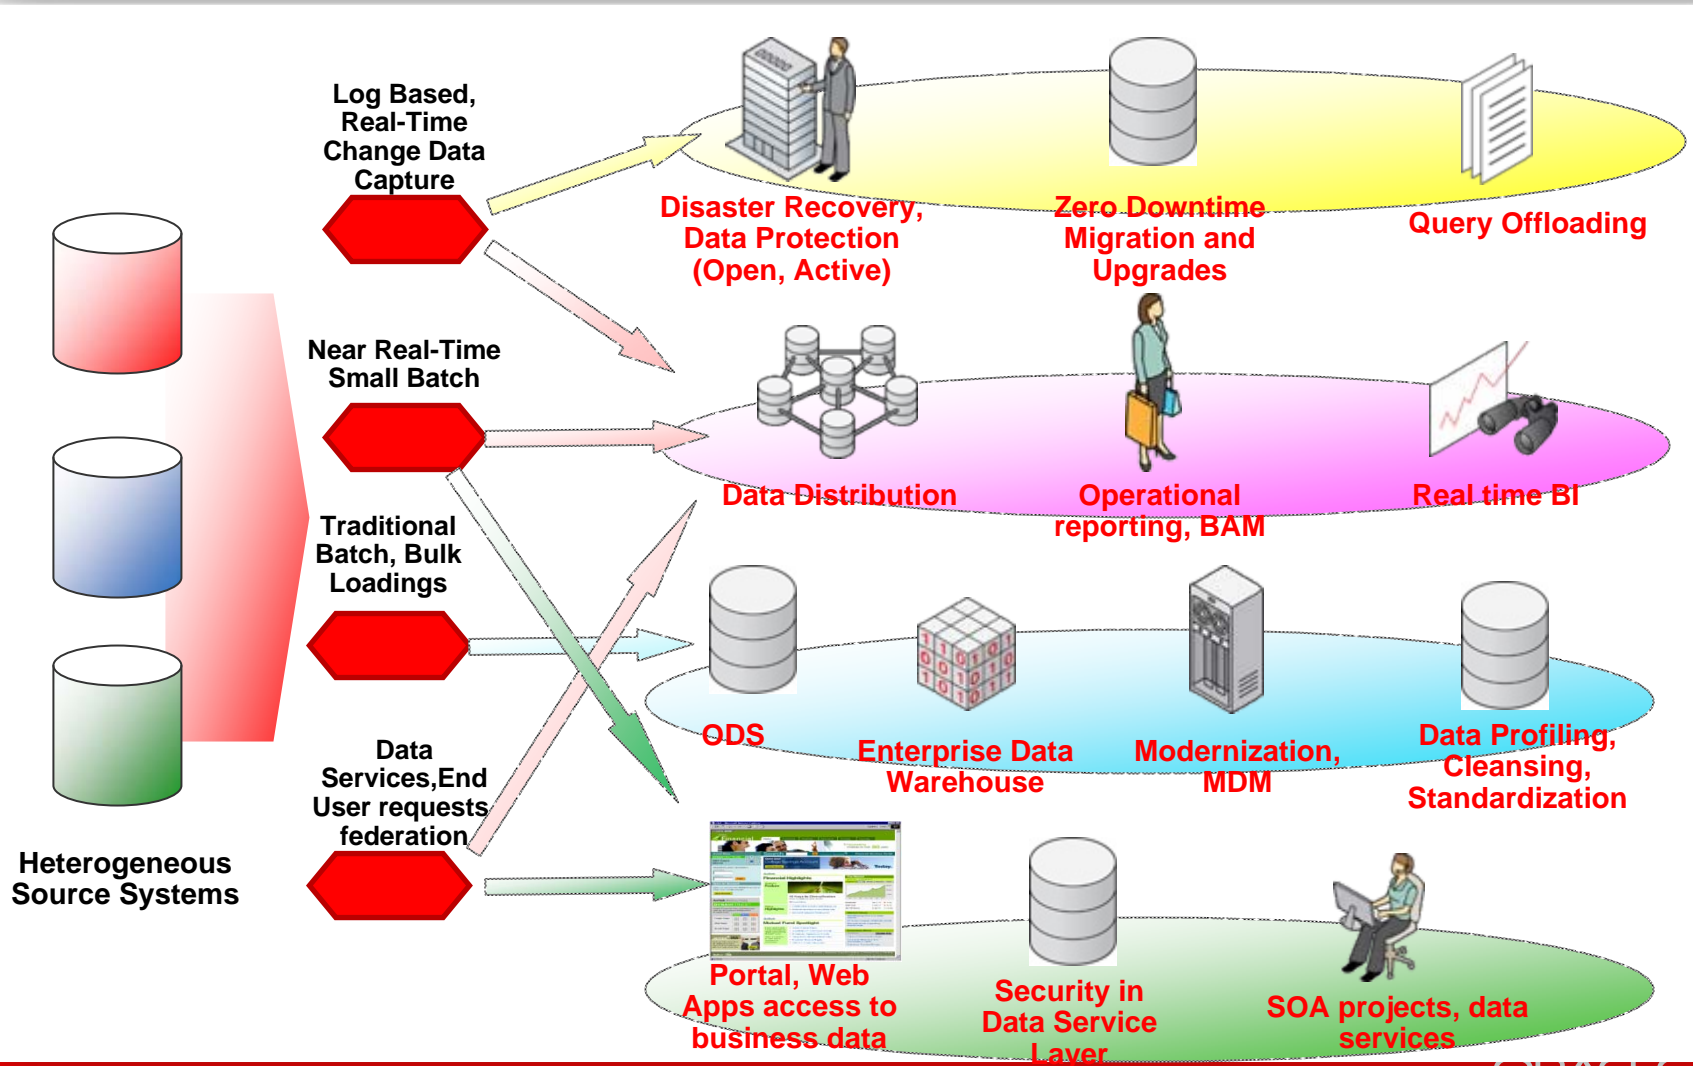 Log Based,
Real-Time
Change Data
Capture
Disaster Recovery,
Data Protection
(Open, Active)
Zero Downtime
Migration and
Upgrades
Query Offloading
Near Real-Time
Small Batch
Data Distribution
Operational
reporting, BAM
Real time BI
Traditional
Batch, Bulk
Loadings
ODS
Enterprise Data
Warehouse
Modernization,
MDM
Data Profiling,
Cleansing,
Standardization
Data
Services,End
User requests
federation
Heterogeneous
Source Systems
Portal, Web
Apps access to
business data
Security in
Data Service
Layer
SOA projects, data
services